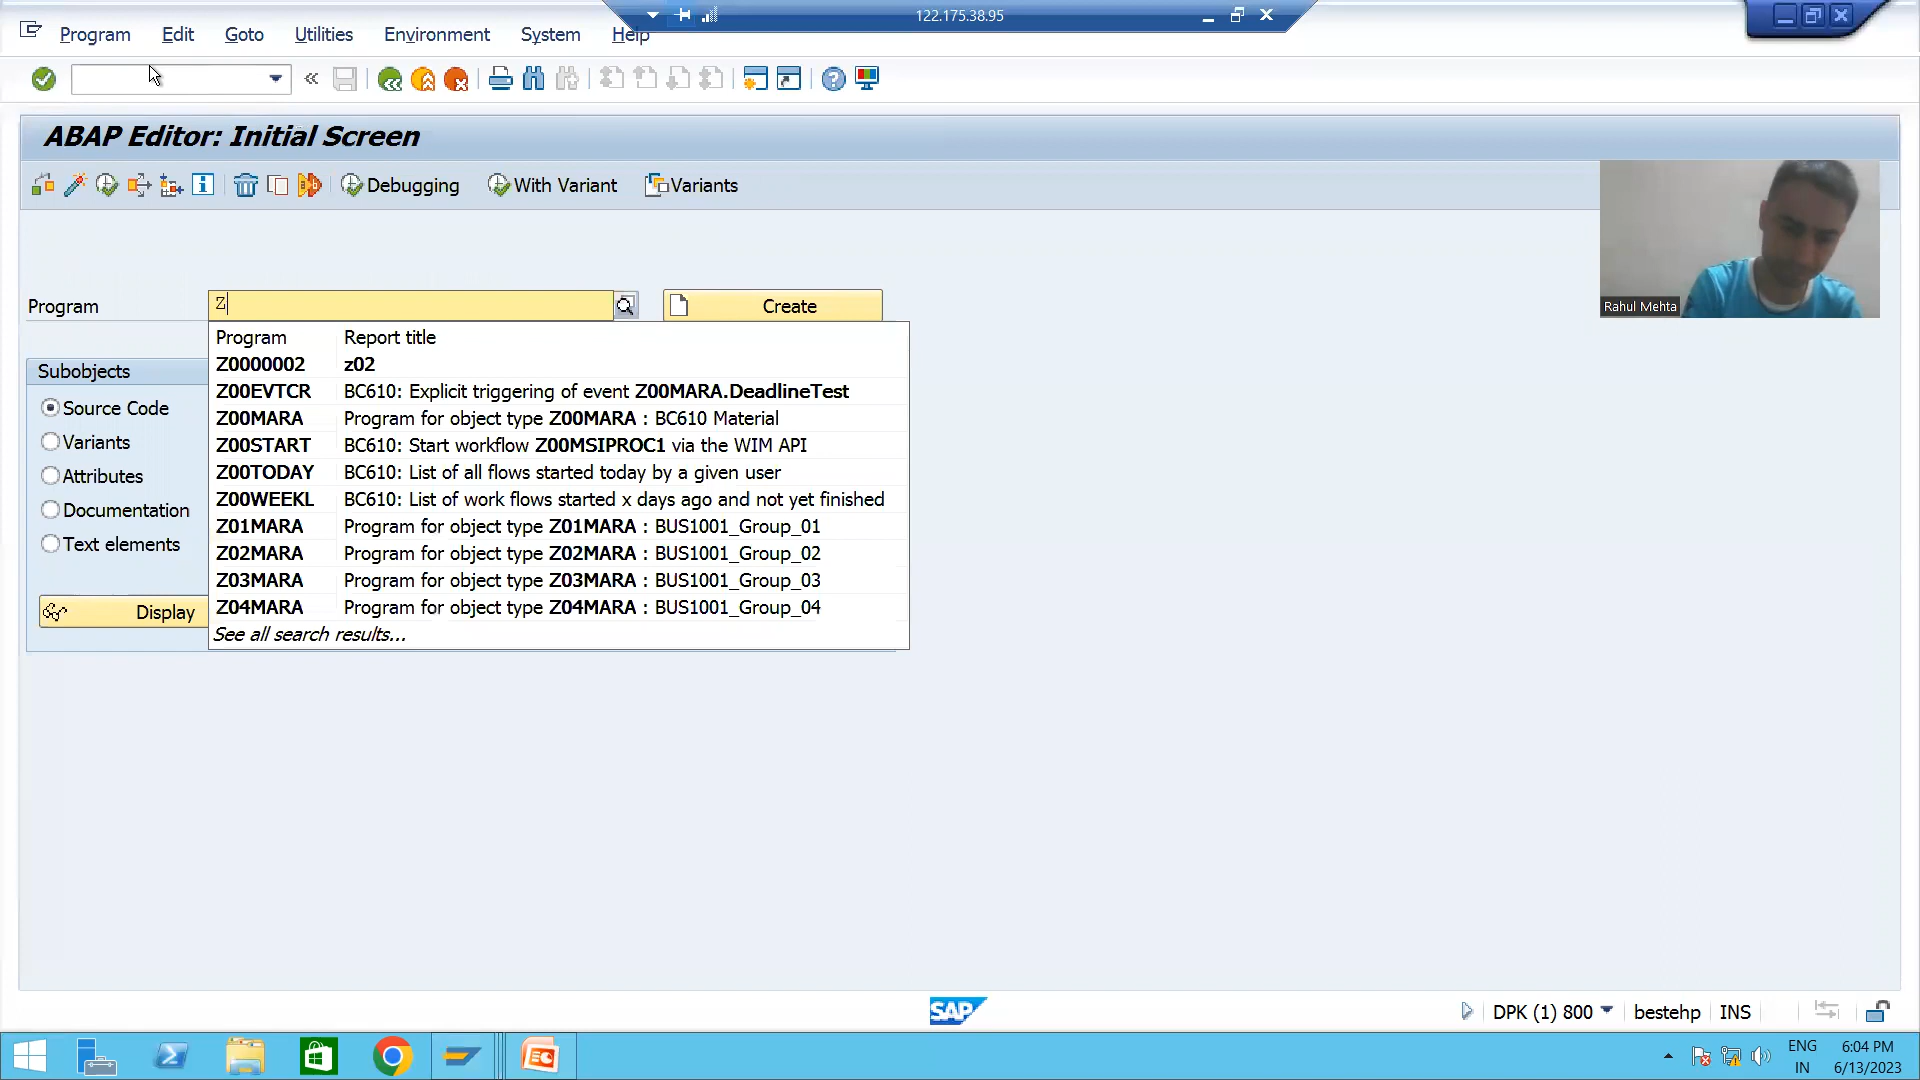 122.175.38.95
Program Edit Goto Utilities Environment System Help
ABAP Editor: Initial Screen
Debugging With Variant Variants
Program Z Create
Program Report title
Z0000002 z02
Z00EVTCR BC610: Explicit triggering of event Z00MARA.DeadlineTest
Z00MARA Program for object type Z00MARA : BC610 Material
Z00START BC610: Start workflow Z00MSIPROC1 via the WIM API
Z00TODAY BC610: List of all flows started today by a given user
Z00WEEKL BC610: List of work flows started x days ago and not yet finished
Z01MARA Program for object type Z01MARA : BUS1001_Group_01
Z02MARA Program for object type Z02MARA : BUS1001_Group_02
Z03MARA Program for object type Z03MARA : BUS1001_Group_03
Z04MARA Program for object type Z04MARA : BUS1001_Group_04
See all search results...
Subobjects
Source Code
Variants
Attributes
Documentation
Text elements
Display
Rahul Mehta
SAP DPK (1) 800 bestehp INS
ENG 6:04 PM
IN 6/13/2023